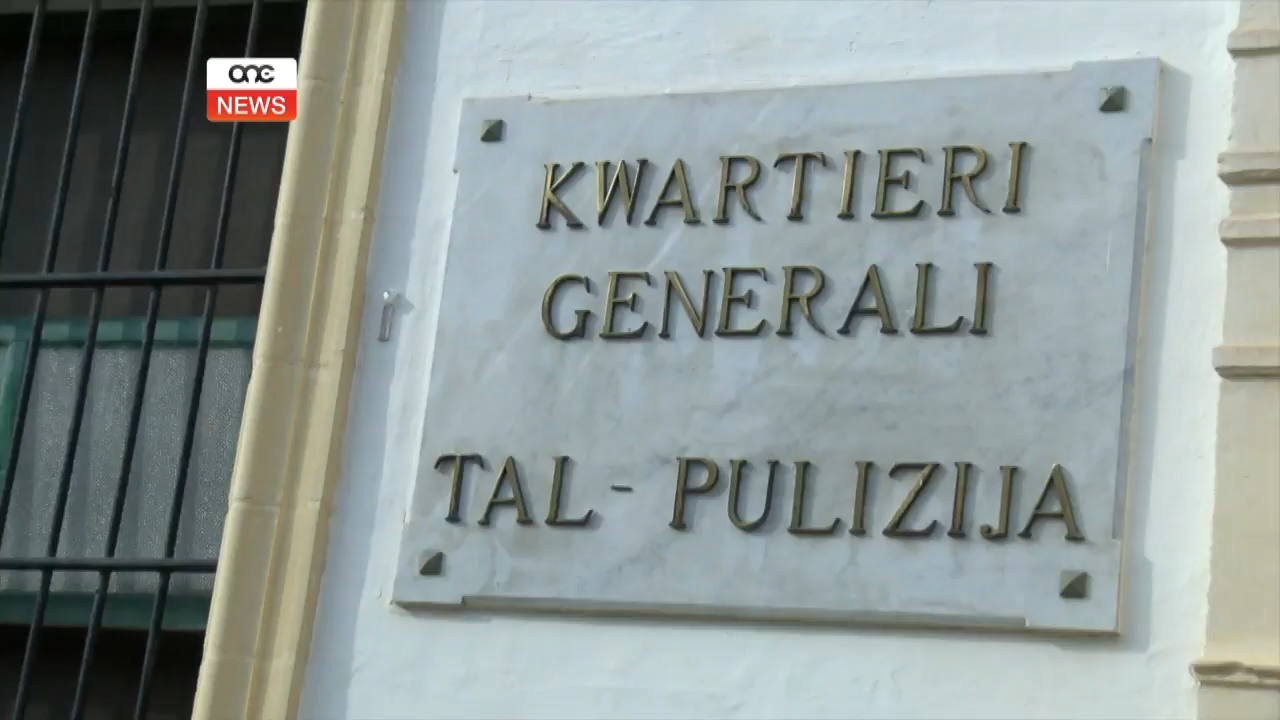 one
NEWS
KWARTIERI
GENERALI
TAL - PULIZIJA